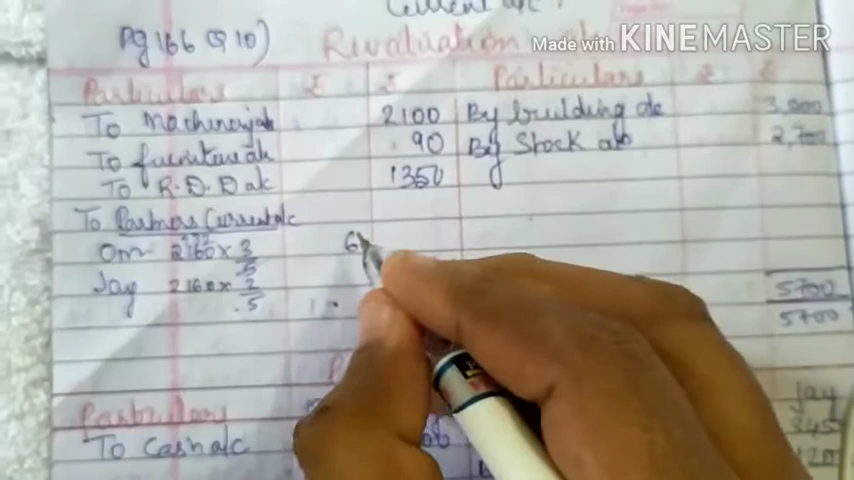 Current a/c.
Pg 166 Q 10)
Revaluation
Made with KINEMASTER
Particulars ₹ ₹ Particulars ₹ ₹
To Machinery a/c 2100 By building a/c 3,000
To furniture a/c 90 By Stock a/c 2,700
To R.D.D a/c 1350
To Partners Current a/c
Om 2160 x 3/5
Jay 2160 x 2/5
5700
5700
Particulars Jay
To Cash a/c